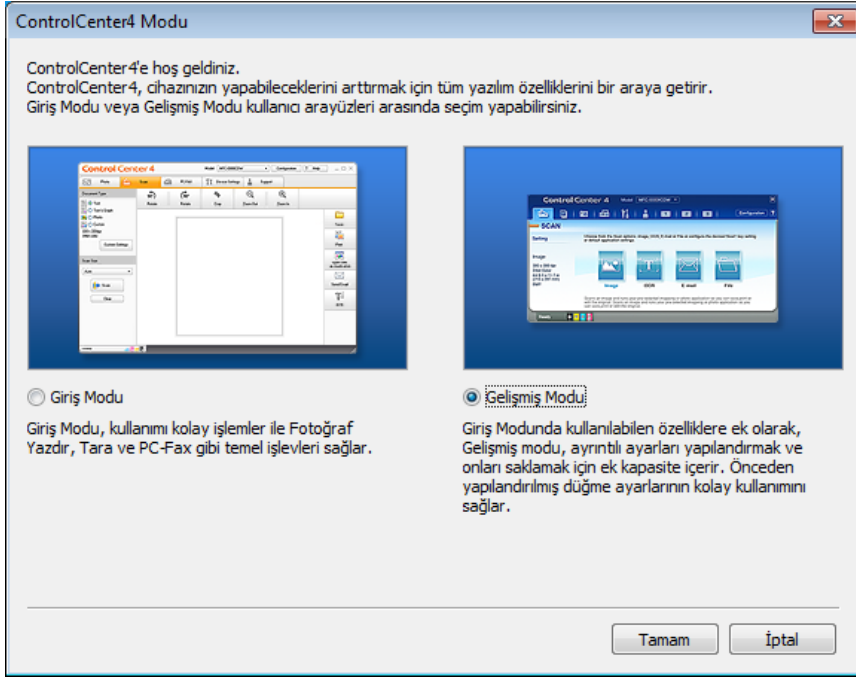 ControlCenter4 Modu
ControlCenter4'e hoş geldiniz.
ControlCenter4, cihazınızın yapabileceklerini arttırmak için tüm yazılım özelliklerini bir araya getirir.
Giriş Modu veya Gelişmiş Modu kullanıcı arayüzleri arasında seçim yapabilirsiniz.
Control Center 4
Control Center 4
SCAN
Setting
Image
Image
OCR
E-mail
File
Giriş Modu
Giriş Modu, kullanımı kolay işlemler ile Fotoğraf
Yazdır, Tara ve PC-Fax gibi temel işlevleri sağlar.
Gelişmiş Modu
Giriş Modunda kullanılabilen özelliklere ek olarak,
Gelişmiş modu, ayrıntılı ayarları yapılandırmak ve
onları saklamak için ek kapasite içerir. Önceden
yapılandırılmış düğme ayarlarının kolay kullanımını
sağlar.
Tamam
İptal